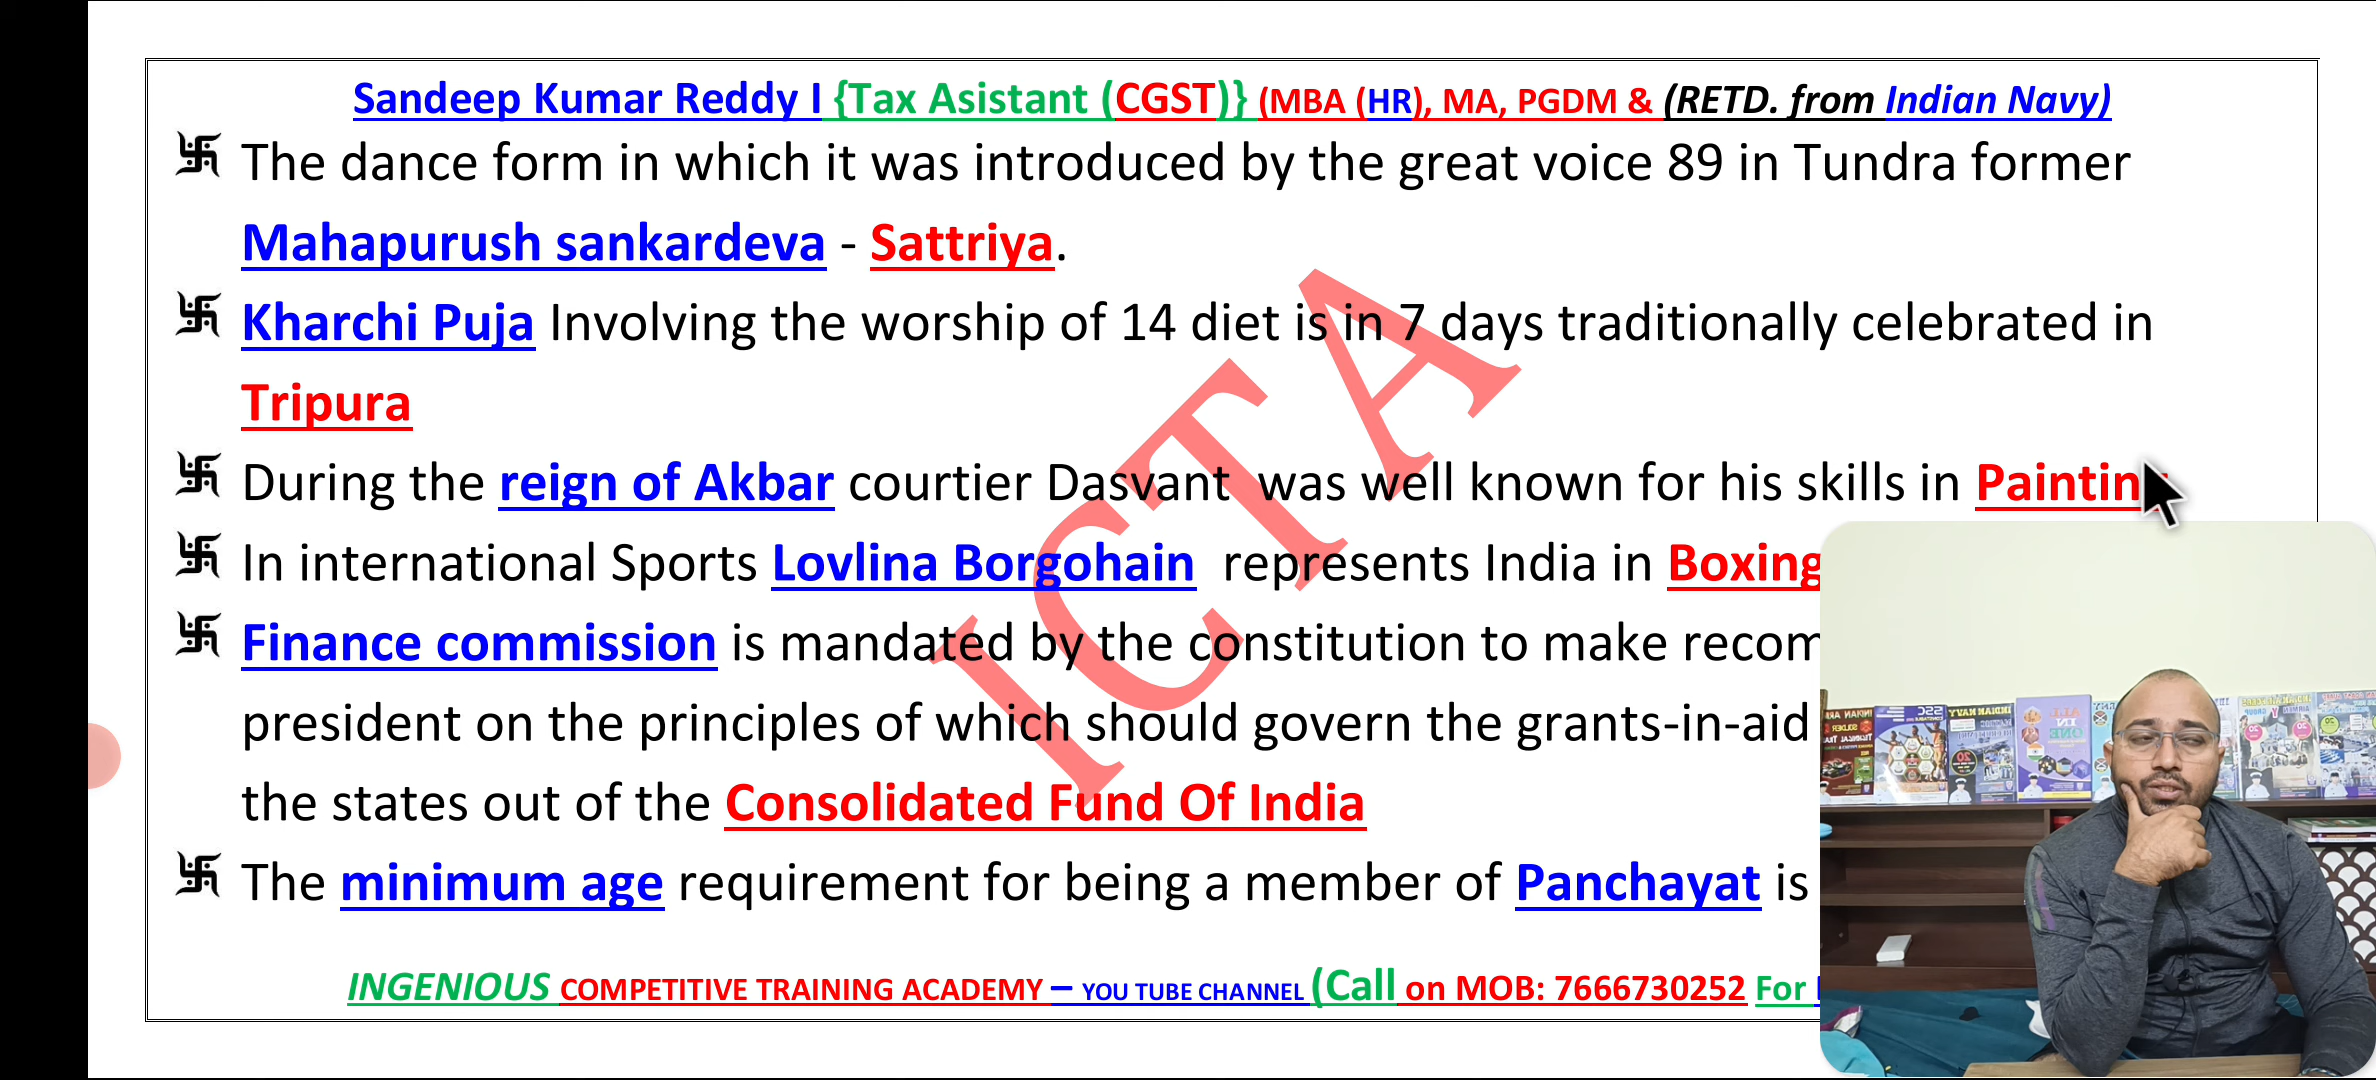 Sandeep Kumar Reddy I {Tax Asistant (CGST)} (MBA (HR), MA, PGDM & (RETD. from Indian Navy)
The dance form in which it was introduced by the great voice 89 in Tundra former
Mahapurush sankardeva - Sattriya.
Kharchi Puja Involving the worship of 14 diet is in 7 days traditionally celebrated in
Tripura
During the reign of Akbar courtier Dasvant was well known for his skills in Paintin
In international Sports Lovlina Borgohain represents India in Boxing
Finance commission is mandated by the constitution to make recom
president on the principles of which should govern the grants-in-aid
the states out of the Consolidated Fund Of India
The minimum age requirement for being a member of Panchayat is
INGENIOUS COMPETITIVE TRAINING ACADEMY – YOU TUBE CHANNEL (Call on MOB: 7666730252 For
ICTA